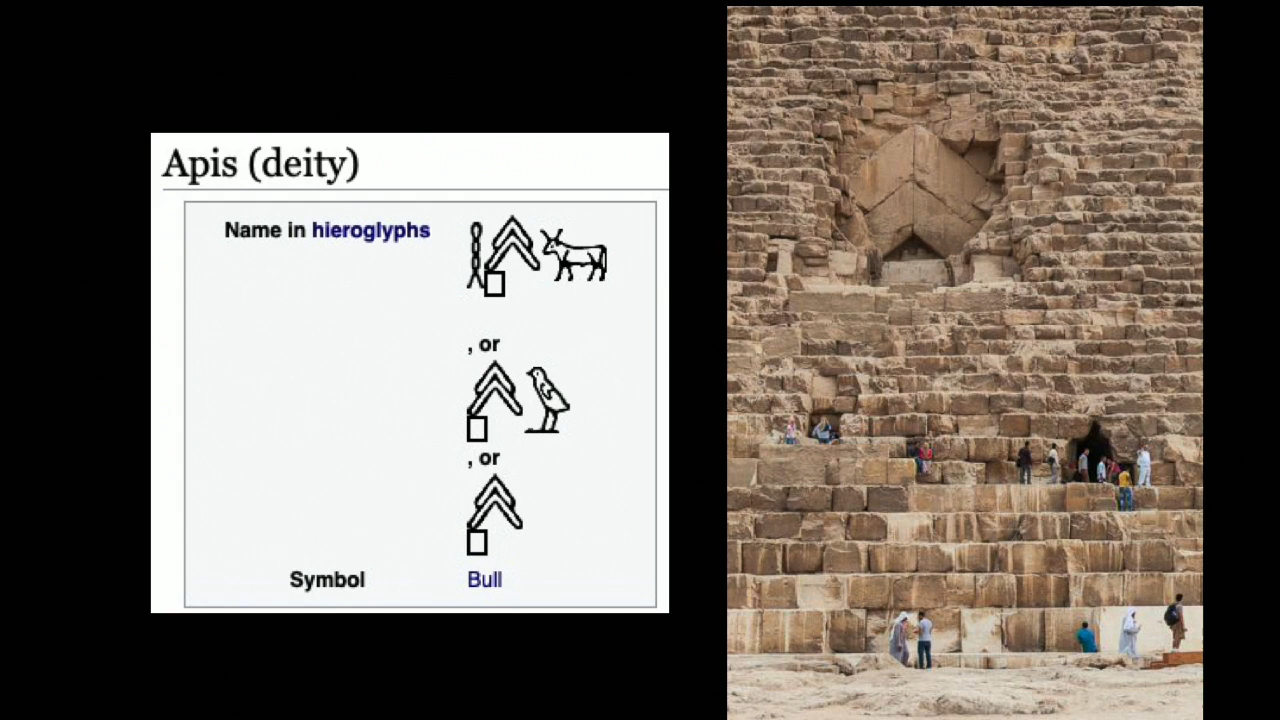 Apis (deity)
Name in hieroglyphs
, or
, or
Symbol Bull